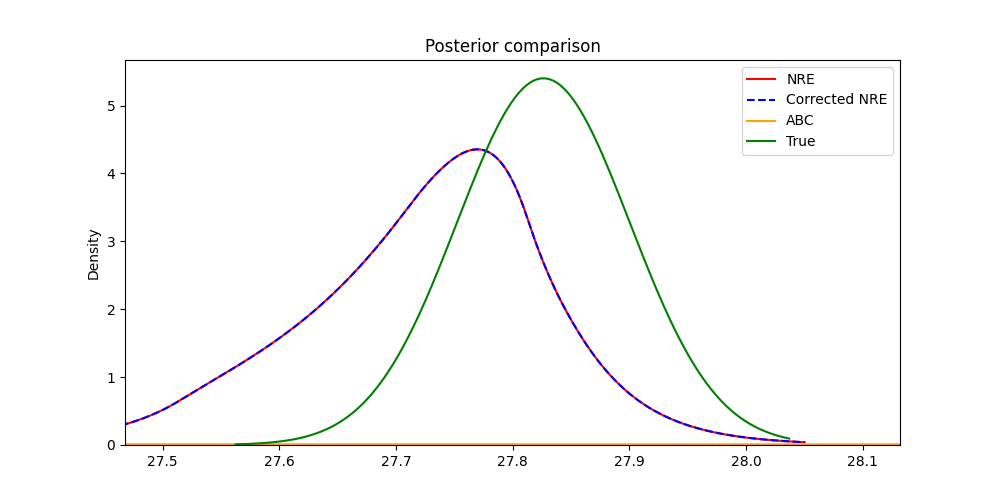 Posterior comparison
NRE
Corrected NRE
ABC
True
Density
5
4
3
2
1
0
27.5 27.6 27.7 27.8 27.9 28.0 28.1